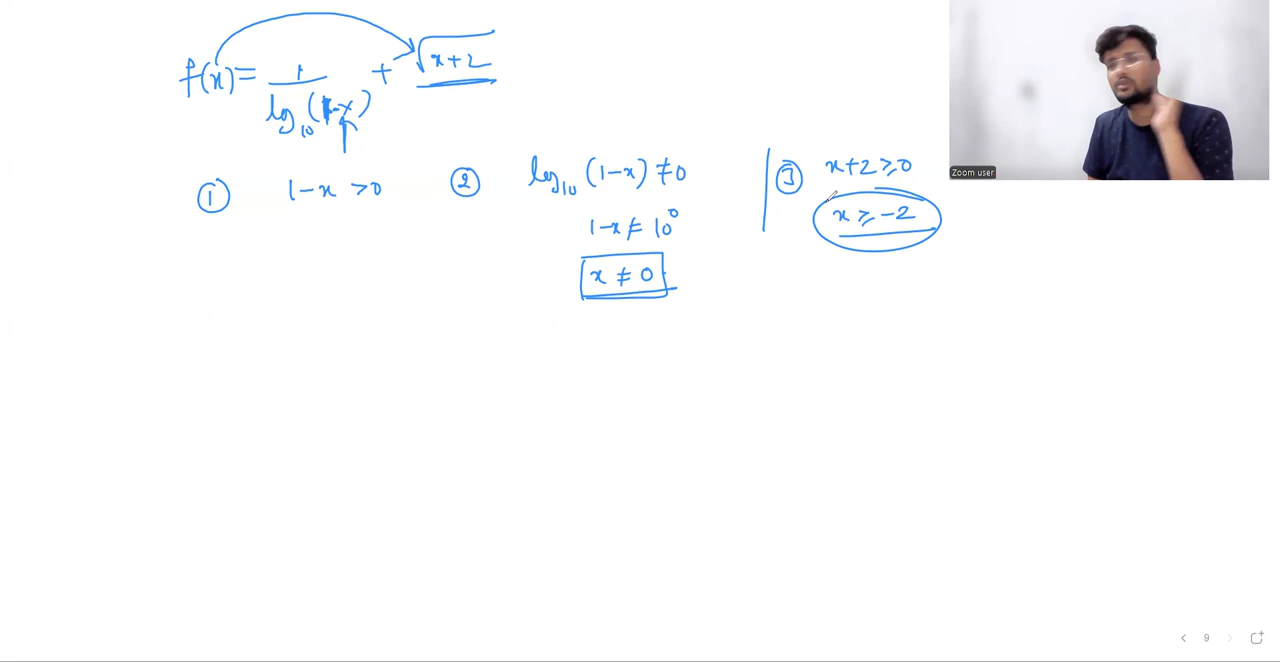 f(x) = 1/log₁₀(1-x) + √(x+2)
① 1-x >0
② log₁₀ (1-x) ≠0
1-x ≠ 10⁰
x ≠ 0
③ x+2 ≥0
x ≥ -2
Zoom user
9